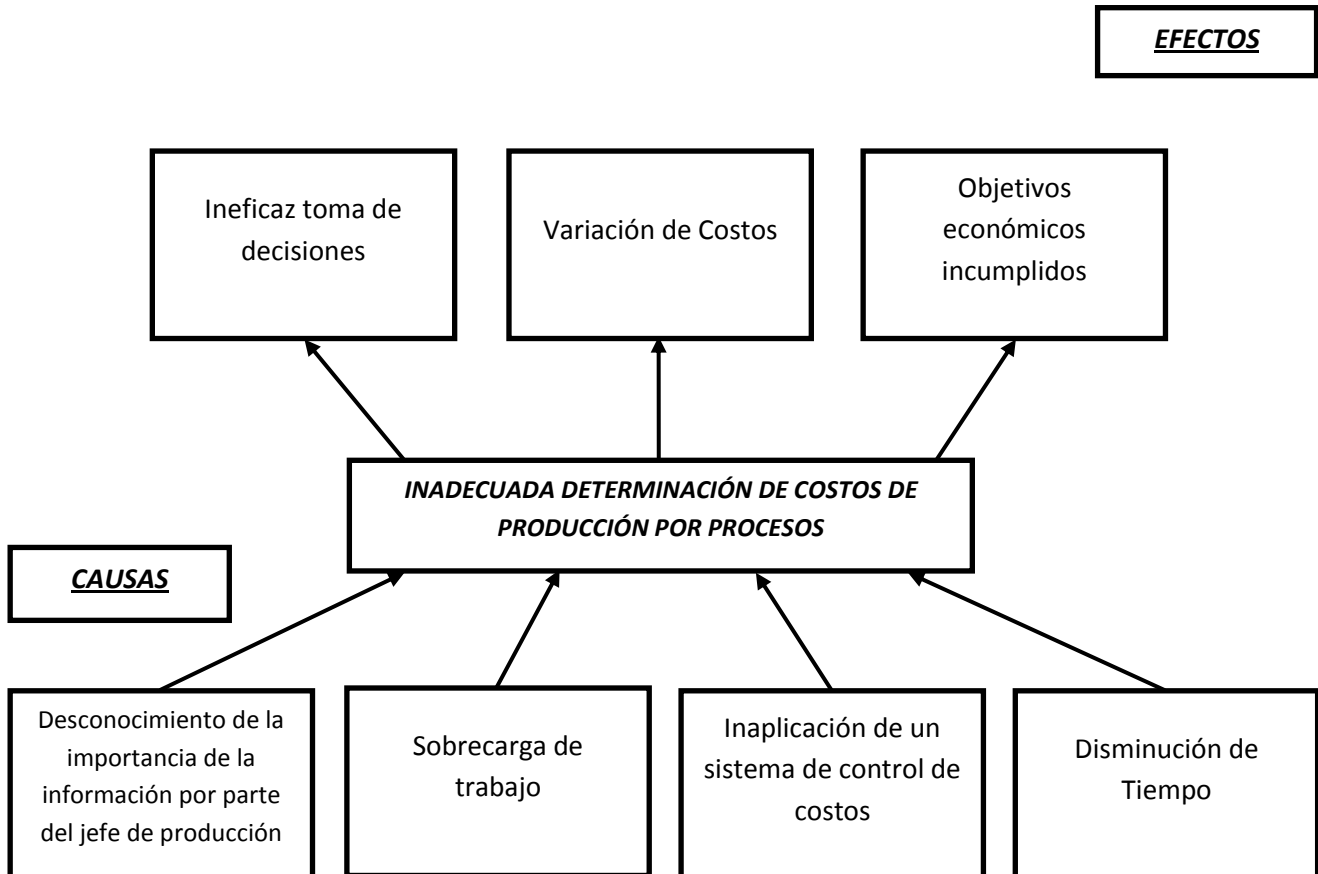 EFECTOS
Ineficaz toma de
decisiones
Variación de Costos
Objetivos
económicos
incumplidos
INADECUADA DETERMINACIÓN DE COSTOS DE
PRODUCCIÓN POR PROCESOS
CAUSAS
Desconocimiento de la
importancia de la
información por parte
del jefe de producción
Sobrecarga de
trabajo
Inaplicación de un
sistema de control de
costos
Disminución de
Tiempo